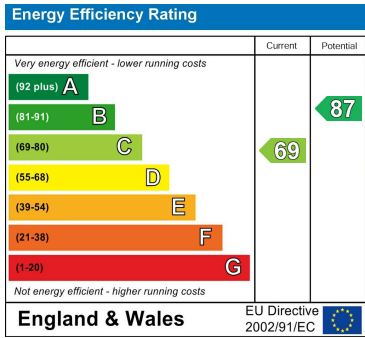 Energy Efficiency Rating
Current Potential
Very energy efficient - lower running costs
(92 plus) A
(81-91) B
87
(69-80) C
69
(55-68) D
(39-54) E
(21-38) F
(1-20) G
Not energy efficient - higher running costs
England & Wales
EU Directive
2002/91/EC